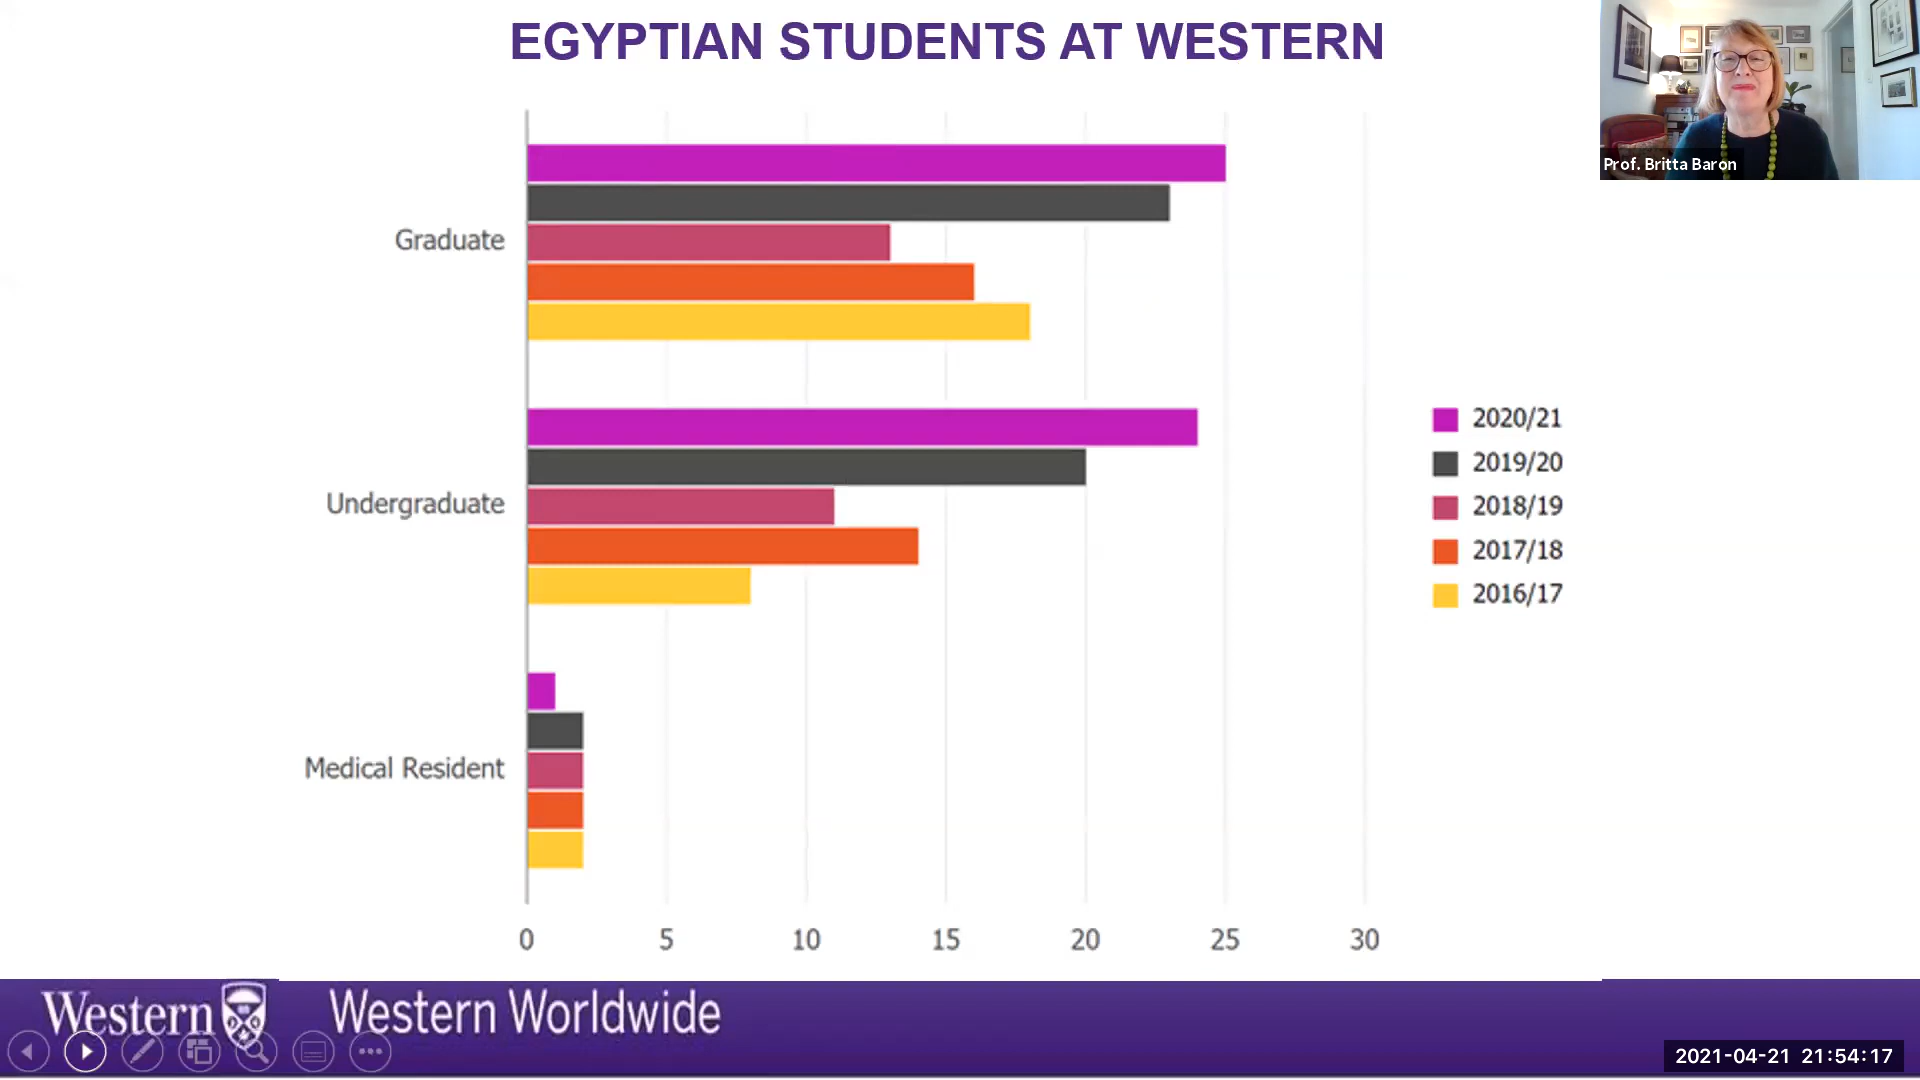 EGYPTIAN STUDENTS AT WESTERN
Prof. Britta Baron
Graduate
Undergraduate
Medical Resident
2020/21
2019/20
2018/19
2017/18
2016/17
0 5 10 15 20 25 30
Western
Western Worldwide
2021-04-21 21:54:17